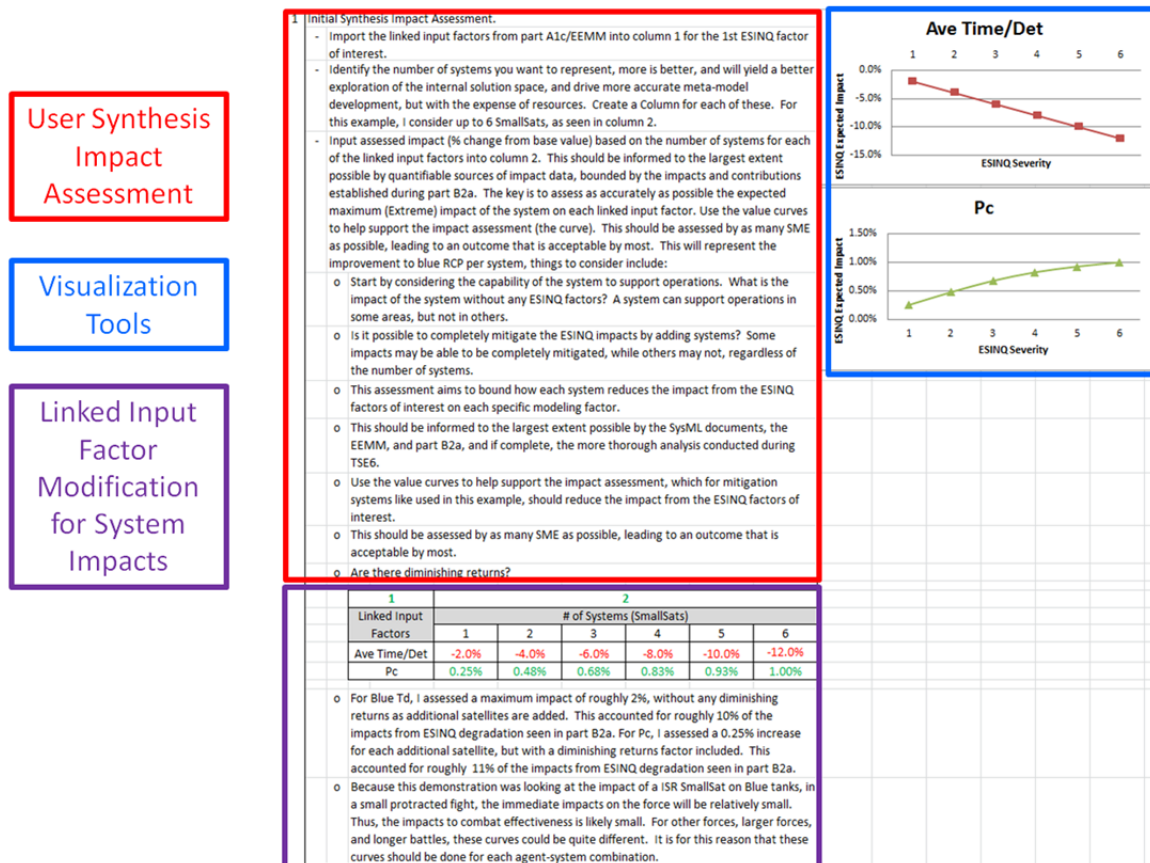 User Synthesis
Impact
Assessment
Visualization
Tools
Linked Input
Factor
Modification
for System
Impacts
1 Initial Synthesis Impact Assessment.
- Import the linked input factors from part A1c/EEMM into column 1 for the 1st ESINQ factor
of interest.
- Identify the number of systems you want to represent, more is better, and will yield a better
exploration of the internal solution space, and drive more accurate meta-model
development, but with the expense of resources. Create a Column for each of these. For
this example, I consider up to 6 SmallSats, as seen in column 2.
- Input assessed impact (% change from base value) based on the number of systems for each
of the linked input factors into column 2. This should be informed to the largest extent
possible by quantifiable sources of impact data, bounded by the impacts and contributions
established during part B2a. The key is to assess as accurately as possible the expected
maximum (Extreme) impact of the system on each linked input factor. Use the value curves
to help support the impact assessment (the curve). This should be assessed by as many SME
as possible, leading to an outcome that is acceptable by most. This will represent the
improvement to blue RCP per system, things to consider include:
o Start by considering the capability of the system to support operations. What is the
impact of the system without any ESINQ factors? A system can support operations in
some areas, but not in others.
o Is it possible to completely mitigate the ESINQ impacts by adding systems? Some
impacts may be able to be completely mitigated, while others may not, regardless of
the number of systems.
o This assessment aims to bound how each system reduces the impact from the ESINQ
factors of interest on each specific modeling factor.
o This should be informed to the largest extent possible by the SysML documents, the
EEMM, and part B2a, and if complete, the more thorough analysis conducted during
TSE6.
o Use the value curves to help support the impact assessment, which for mitigation
systems like used in this example, should reduce the impact from the ESINQ factors of
interest.
o This should be assessed by as many SME as possible, leading to an outcome that is
acceptable by most.
o Are there diminishing returns?
1 2
Linked Input # of Systems (SmallSats)
Factors 1 2 3 4 5 6
Ave Time/Det -2.0% -4.0% -6.0% -8.0% -10.0% -12.0%
Pc 0.25% 0.48% 0.68% 0.83% 0.93% 1.00%
o For Blue Td, I assessed a maximum impact of roughly 2%, without any diminishing
returns as additional satellites are added. This accounted for roughly 10% of the
impacts from ESINQ degradation seen in part B2a. For Pc, I assessed a 0.25% increase
for each additional satellite, but with a diminishing returns factor included. This
accounted for roughly 11% of the impacts from ESINQ degradation seen in part B2a.
o Because this demonstration was looking at the impact of a ISR SmallSat on Blue tanks, in
a small protracted fight, the immediate impacts on the force will be relatively small.
Thus, the impacts to combat effectiveness is likely small. For other forces, larger forces,
and longer battles, these curves could be quite different. It is for this reason that these
curves should be done for each agent-system combination.
Ave Time/Det
1 2 3 4 5 6
0.0%
-5.0%
-10.0%
-15.0%
ESINQ Expected Impact
ESINQ Severity
Pc
1.50%
1.00%
0.50%
0.00%
ESINQ Expected Impact
1 2 3 4 5 6
ESINQ Severity